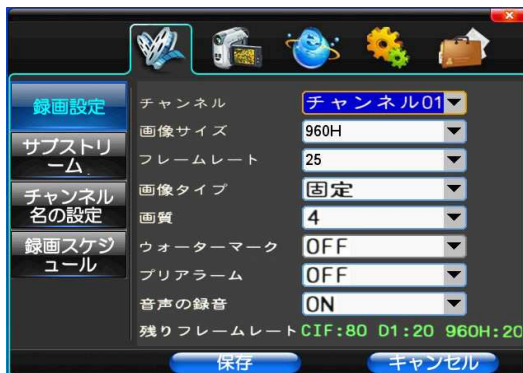 録画設定
サブストリ
ーム
チャンネル
名の設定
録画スケジ
ュール
チャンネル チャンネル01
画像サイズ 960H
フレームレート 25
画像タイプ 固定
画質 4
ウォーターマーク OFF
プリアラーム OFF
音声の録音 ON
残りフレームレート CIF:80 D1:20 960H:20
保存 キャンセル